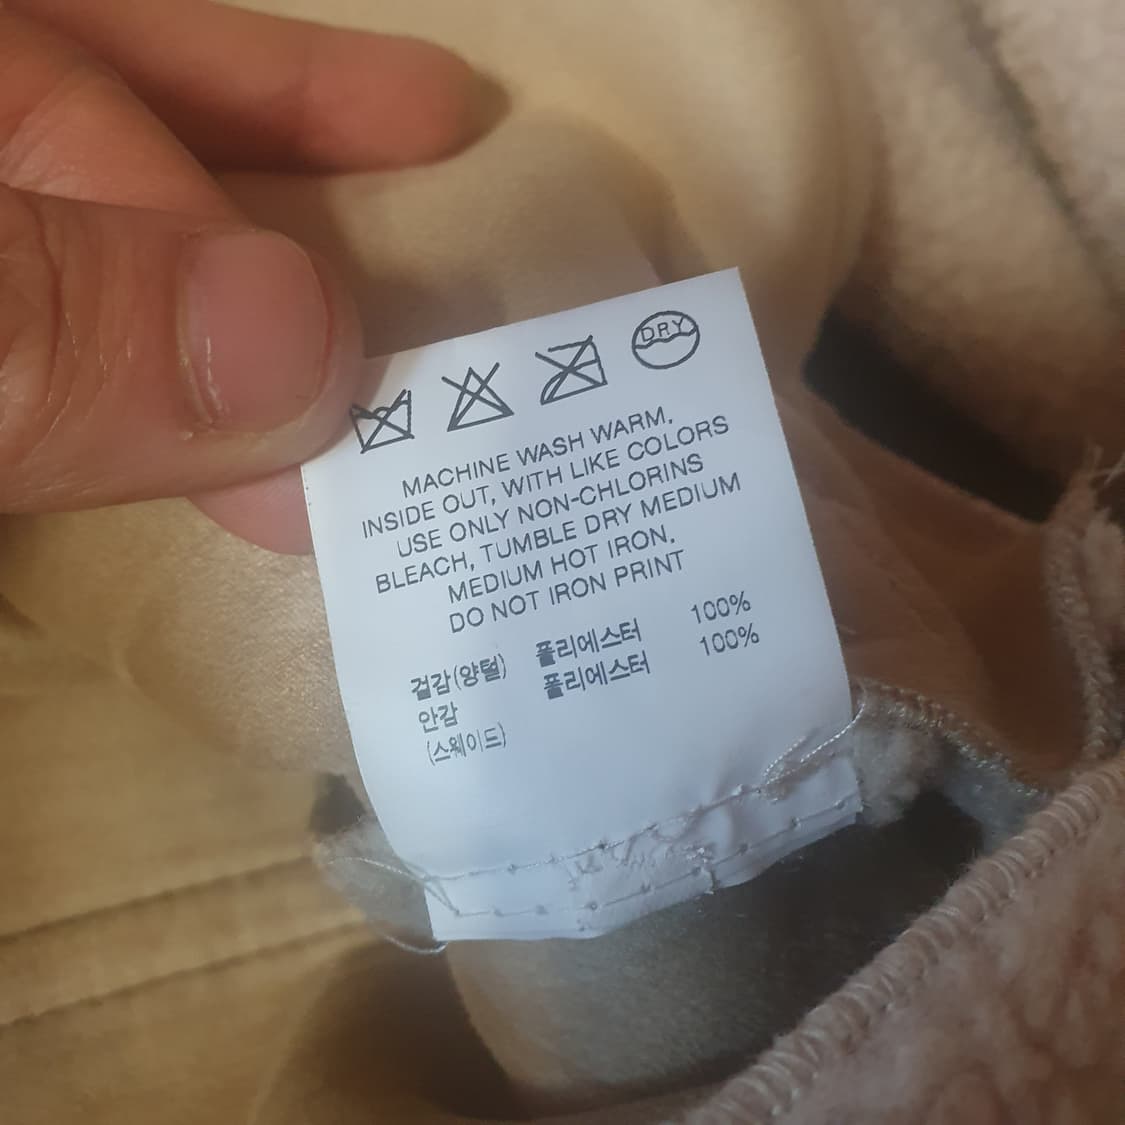 DRY
MACHINE WASH WARM,
INSIDE OUT, WITH LIKE COLORS
USE ONLY NON-CHLORINS
BLEACH, TUMBLE DRY MEDIUM
MEDIUM HOT IRON.
DO NOT IRON PRINT
걸감(양털) 폴리에스터 100%
안감 폴리에스터 100%
(스웨이드)